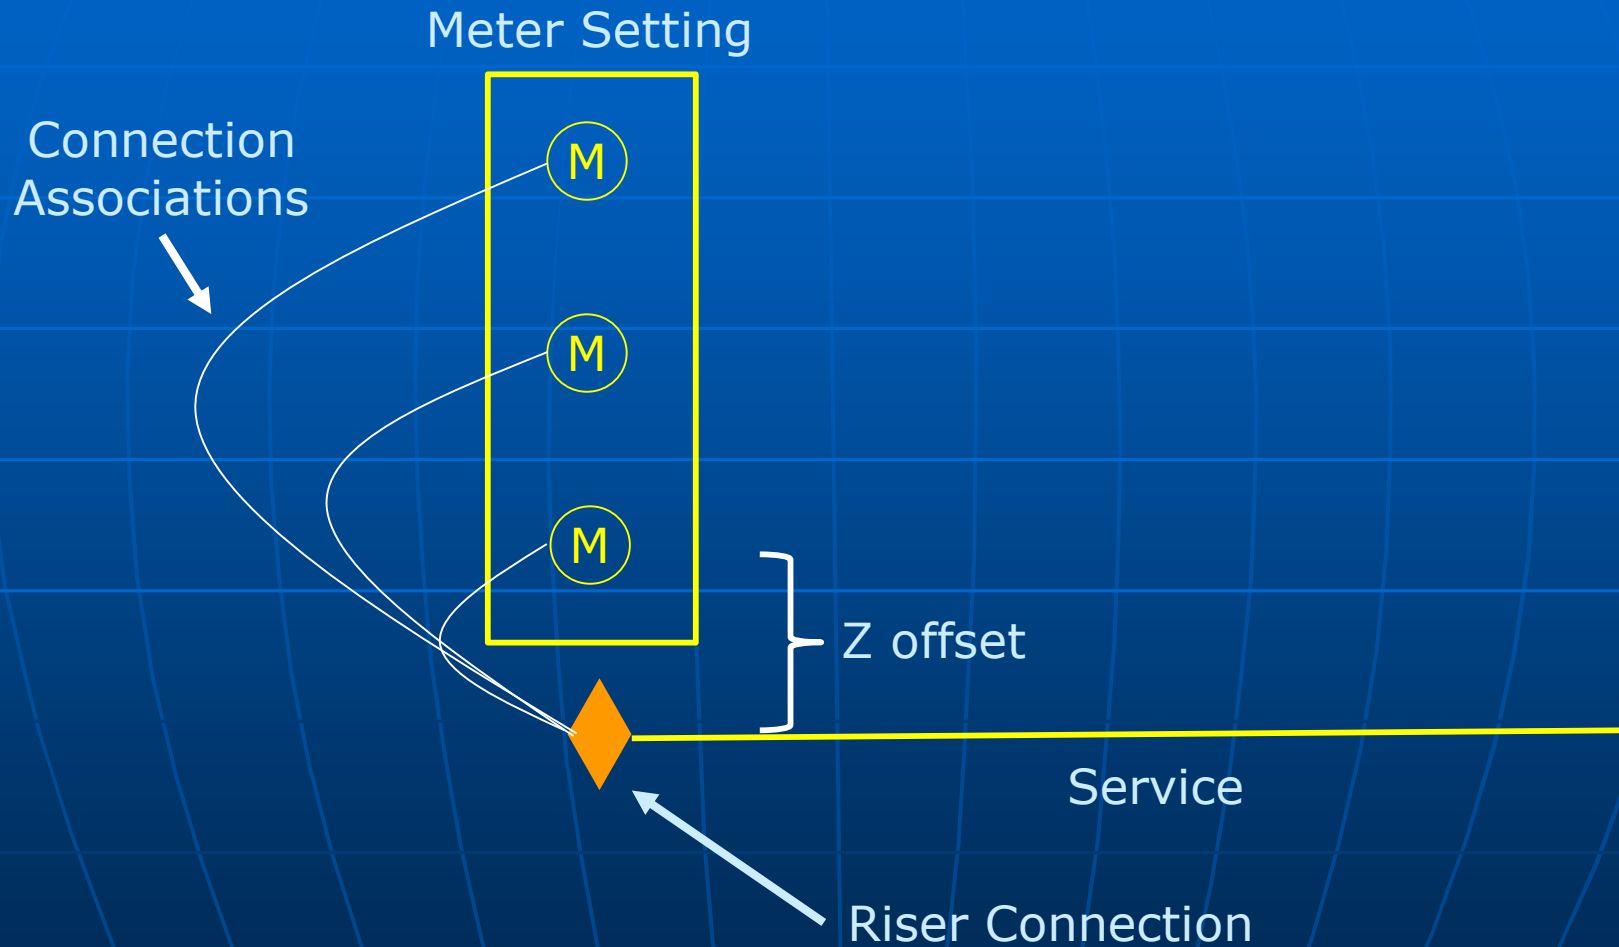 Meter Setting
Connection
Associations
M
M
M
Z offset
Service
Riser Connection